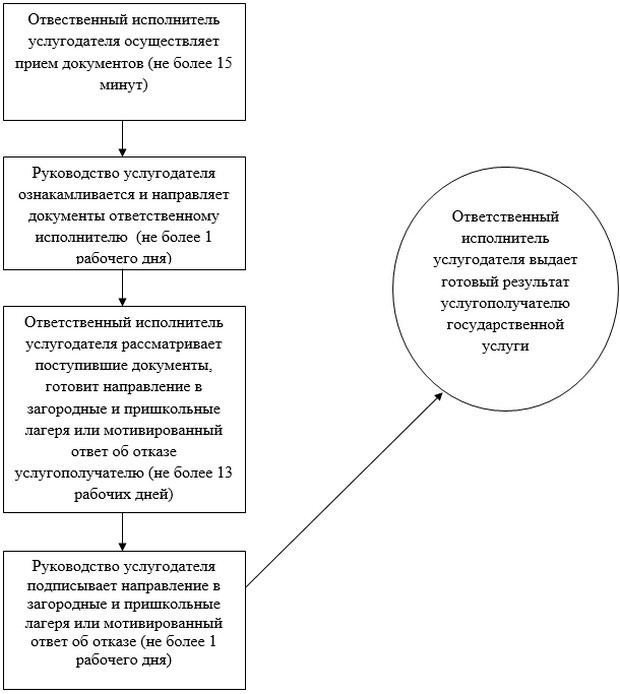 Отвественный исполнитель
услугодателя осуществляет
прием документов (не более 15
минут)
Руководство услугодателя
ознакамливается и направляет
документы ответственному
исполнителю (не более 1
рабочего дня)
Ответственный исполнитель
услугодателя рассматривает
поступившие документы,
готовит направление в
загородные и пришкольные
лагеря или мотивированный
ответ об отказе
услугополучателю (не более 13
рабочих дней)
Руководство услугодателя
подписывает направление в
загородные и пришкольные
лагеря или мотивированный
ответ об отказе (не более 1
рабочего дня)
Ответственный
исполнитель
услугодателя выдает
готовый результат
услугополучателю
государственной
услуги